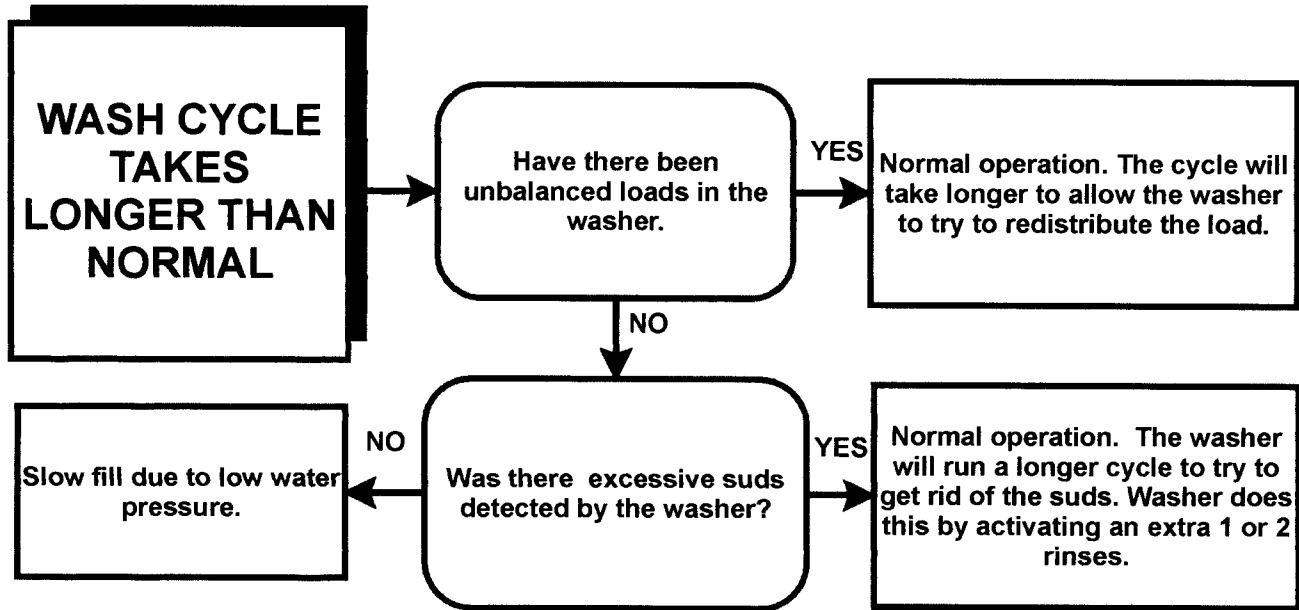 WASH CYCLE
TAKES
LONGER THAN
NORMAL
Have there been
unbalanced loads in the
washer.
YES
Normal operation. The cycle will
take longer to allow the washer
to try to redistribute the load.
NO
Was there excessive suds
detected by the washer?
YES
Normal operation. The washer
will run a longer cycle to try to
get rid of the suds. Washer does
this by activating an extra 1 or 2
rinses.
NO
Slow fill due to low water
pressure.